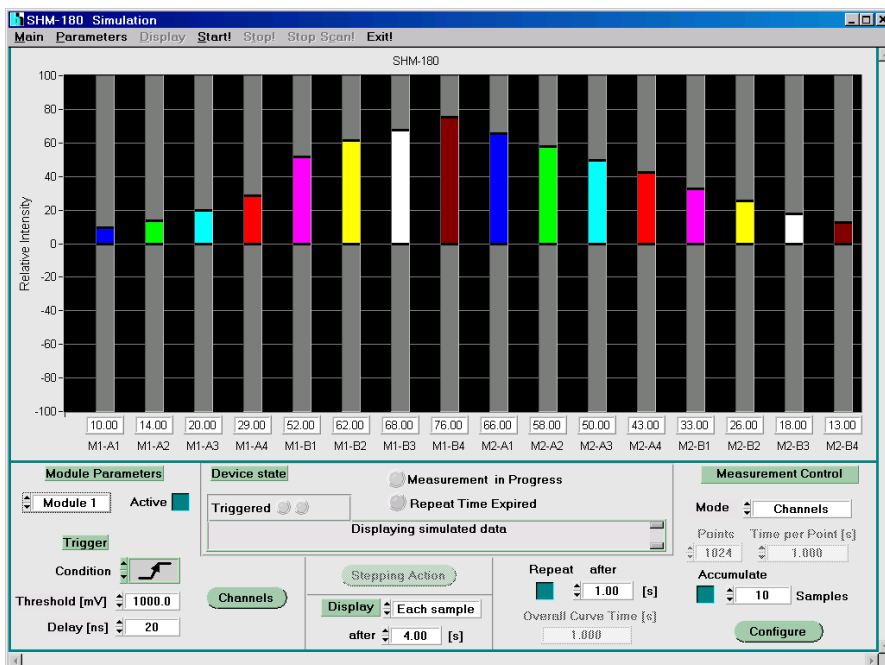 SHM-180 Simulation
Main Parameters Display Start! Stop! Stop Scan! Exit!
SHM-180
Relative Intensity
100
80
60
40
20
0
-20
-40
-60
-80
-100
10.00 14.00 20.00 29.00 52.00 62.00 68.00 76.00 66.00 58.00 50.00 43.00 33.00 26.00 18.00 13.00
M1-A1 M1-A2 M1-A3 M1-A4 M1-B1 M1-B2 M1-B3 M1-B4 M2-A1 M2-A2 M2-A3 M2-A4 M2-B1 M2-B2 M2-B3 M2-B4
Module Parameters
Module 1 Active
Trigger
Condition
Threshold [mV] 1000.0
Delay [ns] 20
Channels
Device state
Measurement in Progress
Triggered
Repeat Time Expired
Displaying simulated data
Stepping Action
Display Each sample
after 4.00 [s]
Repeat after
1.00 [s]
Overall Curve Time [s]
1.000
Measurement Control
Mode Channels
Points Time per Point [s]
1024 1.000
Accumulate
10 Samples
Configure